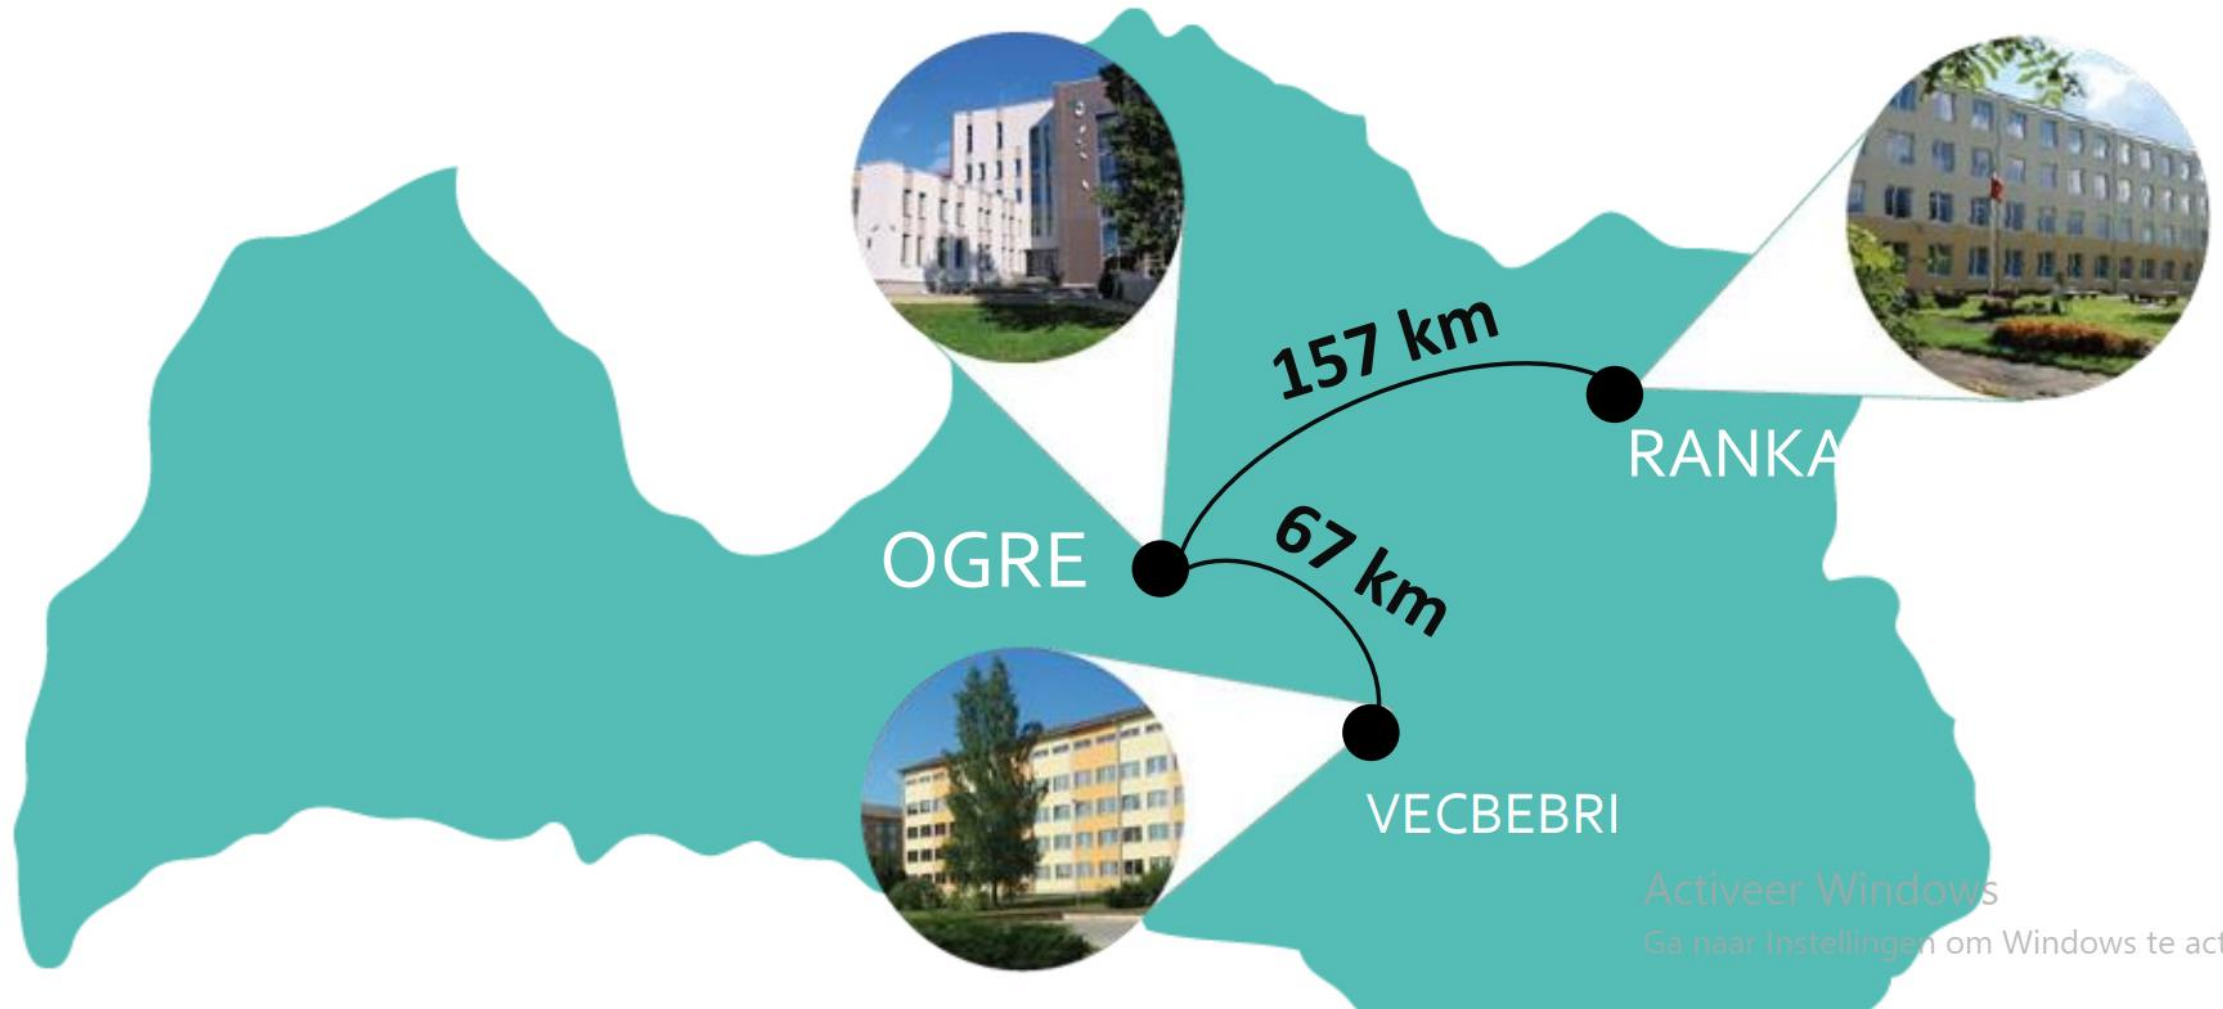 157 km
RANKA
67 km
OGRE
VECBEBRI
Activeer Windows
Ga naar Instellingen om Windows te act